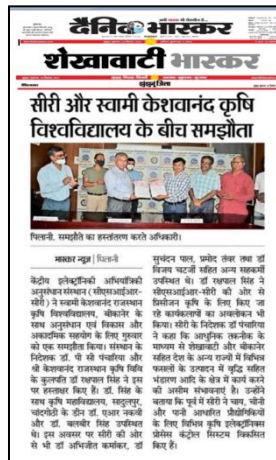 दैनिक भास्कर
शेखावाटी भास्कर
झुंझुनूं जिला
सीरी और स्वामी केशवानंद कृषि
विश्वविद्यालय के बीच समझौता
पिलानी. समझौते का हस्तांतरण करते अधिकारी।
भास्कर न्यूज | पिलानी
केंद्रीय इलेक्ट्रॉनिकी अभियांत्रिकी
अनुसंधान संस्थान ( सीएसआईआर-
सीरी ) ने स्वामी केशवानंद राजस्थान
कृषि विश्वविद्यालय, बीकानेर के
साथ अनुसंधान एवं विकास और
अकादमिक सहयोग के लिए गुरुवार
को एक समझौता किया। संस्थान के
निदेशक डॉ. पी सी पंचारिया और
श्री केशवानंद राजस्थान कृषि विवि
के कुलपति डॉ रक्षपाल सिंह ने इस
पर हस्ताक्षर किए हैं। डॉ. सिंह के
साथ कृषि महाविद्यालय, सादुलपुर,
चांदगोठी के डीन डॉ. एआर नकवी
और डॉ. बलबीर सिंह उपस्थित
थे। इस अवसर पर सीरी की ओर
से भी डॉ अभिजीत कर्माकर, डॉ
सुचंदन पाल, प्रमोद तंवर तथा डॉ
विजय चटर्जी सहित अन्य सहकर्मी
उपस्थित थे। डॉ रक्षपाल सिंह ने
सीएसआईआर-सीरी की ओर से
प्रिसीजन कृषि के लिए किए जा
रहे कार्यकलापों का अवलोकन भी
किया। सीरी के निदेशक डॉ पंचारिया
ने कहा कि आधुनिक तकनीक के
माध्यम से शेखावाटी और बीकानेर
सहित देश के अन्य राज्यों में विभिन्न
फसलों के उत्पादन में वृद्धि सहित
भंडारण आदि के क्षेत्र में कार्य करने
की असीम संभावनाएं हैं। उन्होंने
बताया कि पूर्व में सीरी ने चाय, चीनी
और पानी आधारित प्रौद्योगिकियों
के लिए विभिन्न कृषि इलेक्ट्रॉनिक्स
प्रोसेस कंट्रोल सिस्टम विकसित
किए हैं।